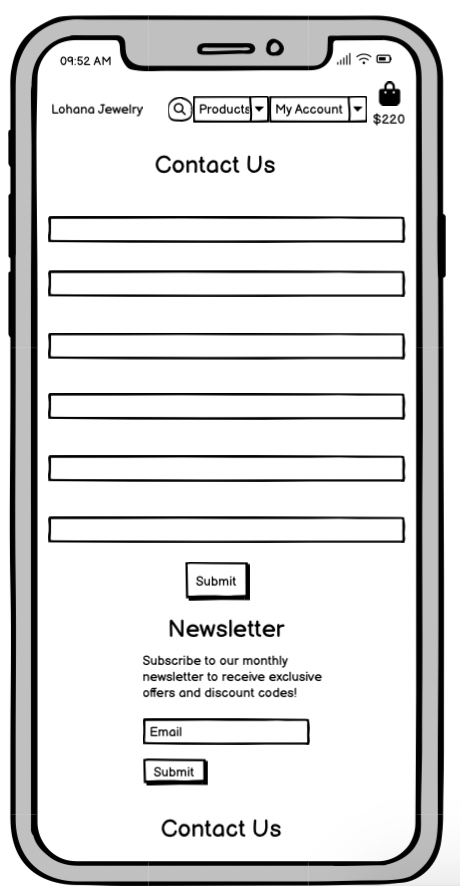 09:52 AM
Lohana Jewelry
Products
My Account
$220
Contact Us
Submit
Newsletter
Subscribe to our monthly
newsletter to receive exclusive
offers and discount codes!
Email
Submit
Contact Us